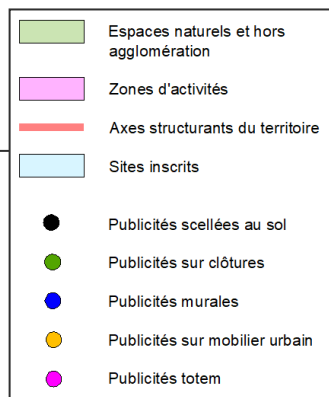 Espaces naturels et hors
agglomération
Zones d'activités
Axes structurants du territoire
Sites inscrits
Publicités scellées au sol
Publicités sur clôtures
Publicités murales
Publicités sur mobilier urbain
Publicités totem